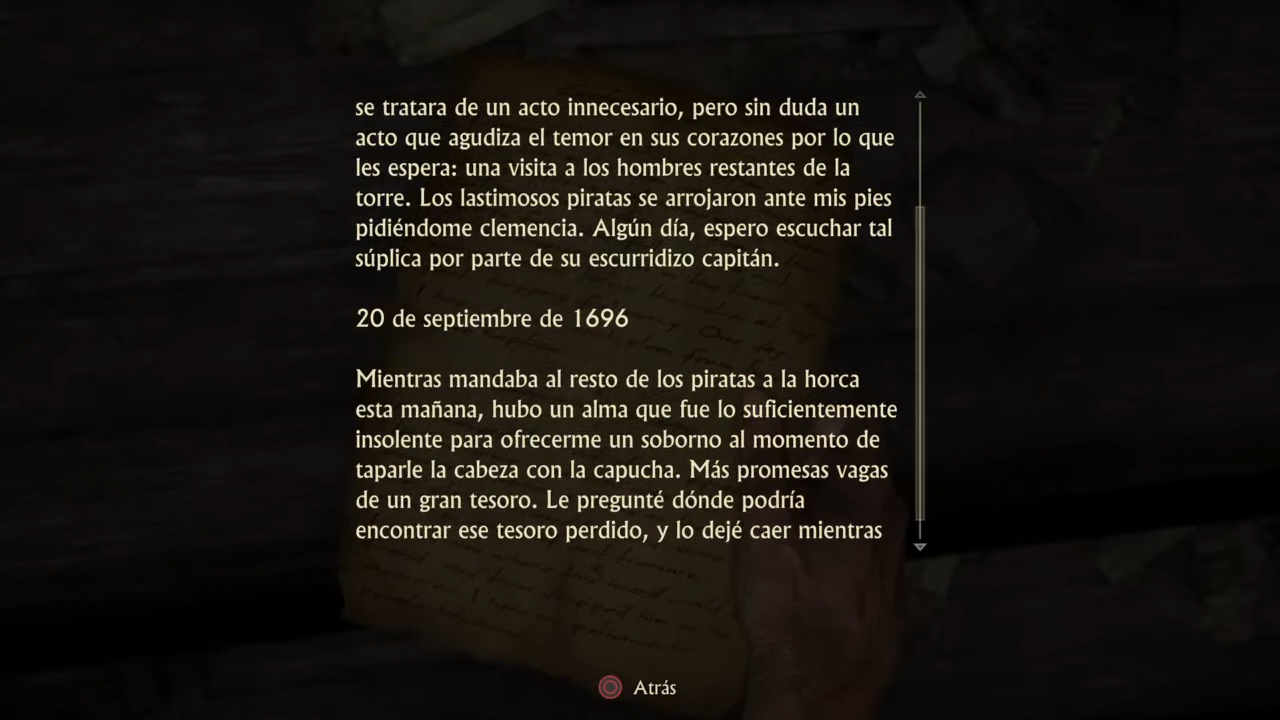 se tratara de un acto innecesario, pero sin duda un
acto que agudiza el temor en sus corazones por lo que
les espera: una visita a los hombres restantes de la
torre. Los lastimosos piratas se arrojaron ante mis pies
pidiéndome clemencia. Algún día, espero escuchar tal
súplica por parte de su escurridizo capitán.
20 de septiembre de 1696
Mientras mandaba al resto de los piratas a la horca
esta mañana, hubo un alma que fue lo suficientemente
insolente para ofrecerme un soborno al momento de
taparle la cabeza con la capucha. Más promesas vagas
de un gran tesoro. Le pregunté dónde podría
encontrar ese tesoro perdido, y lo dejé caer mientras
Atrás